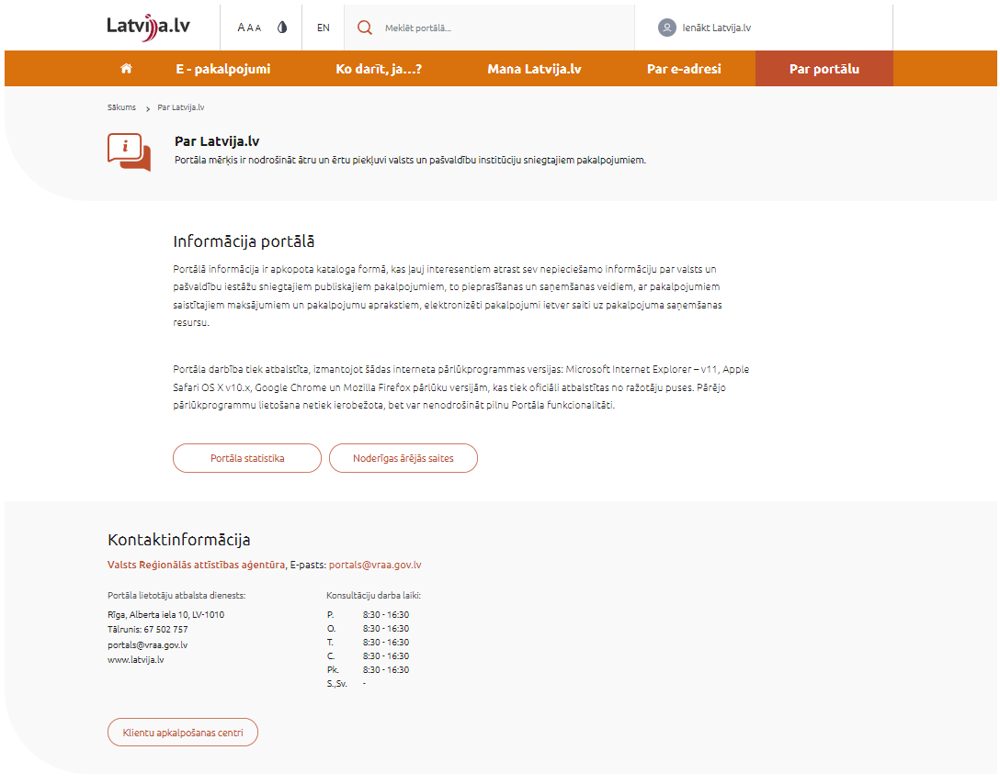 Latvija.lv
A A A
EN
Meklēt portālā...
Ienākt Latvija.lv
E - pakalpojumi
Ko darīt, ja...?
Mana Latvija.lv
Par e-adresi
Par portālu
Sākums > Par Latvija.lv
i
Par Latvija.lv
Portāla mērķis ir nodrošināt ātru un ērtu piekļuvi valsts un pašvaldību institūciju sniegtajiem pakalpojumiem.
Informācija portālā
Portālā informācija ir apkopota kataloga formā, kas ļauj interesentiem atrast sev nepieciešamo informāciju par valsts un
pašvaldību iestāžu sniegtajiem publiskajiem pakalpojumiem, to pieprasīšanas un saņemšanas veidiem, ar pakalpojumiem
saistītajiem maksājumiem un pakalpojumu aprakstiem, elektronizēti pakalpojumi ietver saiti uz pakalpojuma saņemšanas
resursu.
Portāla darbība tiek atbalstīta, izmantojot šādas interneta pārlūkprogrammas versijas: Microsoft Internet Explorer – v11, Apple
Safari OS X v10.x, Google Chrome un Mozilla Firefox pārlūku versijām, kas tiek oficiāli atbalstītas no ražotāju puses. Pārējo
pārlūkprogrammu lietošana netiek ierobežota, bet var nenodrošināt pilnu Portāla funkcionalitāti.
Portāla statistika
Noderīgas ārējās saites
Kontaktinformācija
Valsts Reģionālās attīstības aģentūra, E-pasts: portals@vraa.gov.lv
Portāla lietotāju atbalsta dienests:
Rīga, Alberta iela 10, LV-1010
Tālrunis: 67 502 757
portals@vraa.gov.lv
www.latvija.lv
Konsultāciju darba laiki:
P. 8:30 - 16:30
O. 8:30 - 16:30
T. 8:30 - 16:30
C. 8:30 - 16:30
Pk. 8:30 - 16:30
S.,Sv. -
Klientu apkalpošanas centri